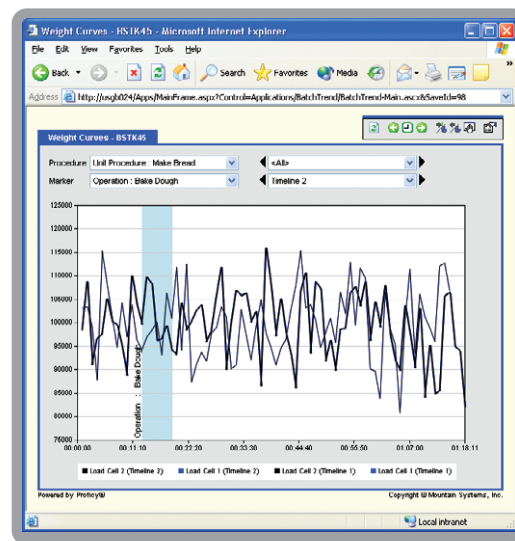 Weight Curves - BSTK45 - Microsoft Internet Explorer
File Edit View Favorites Tools Help
Back Search Favorites Media
Address http://usgb024/Apps/MainFrame.aspx?Control=Applications/BatchTrend/BatchTrend-Main.ascx&SaveId=98
Weight Curves - BSTK45
Procedure Unit Procedure : Make Bread <All>
Marker Operation : Bake Dough Timeline 2
125000
120000
115000
110000
105000
100000
95000
90000
85000
80000
75000
Operation : Bake Dough
00:00:00 00:11:10 00:22:20 00:33:30 00:44:40 00:55:50 01:07:00 01:18:11
Load Cell 2 (Timeline 2) Load Cell 1 (Timeline 2) Load Cell 2 (Timeline 1) Load Cell 1 (Timeline 1)
Powered by Proficy® Copyright © Mountain Systems, Inc.
Local intranet